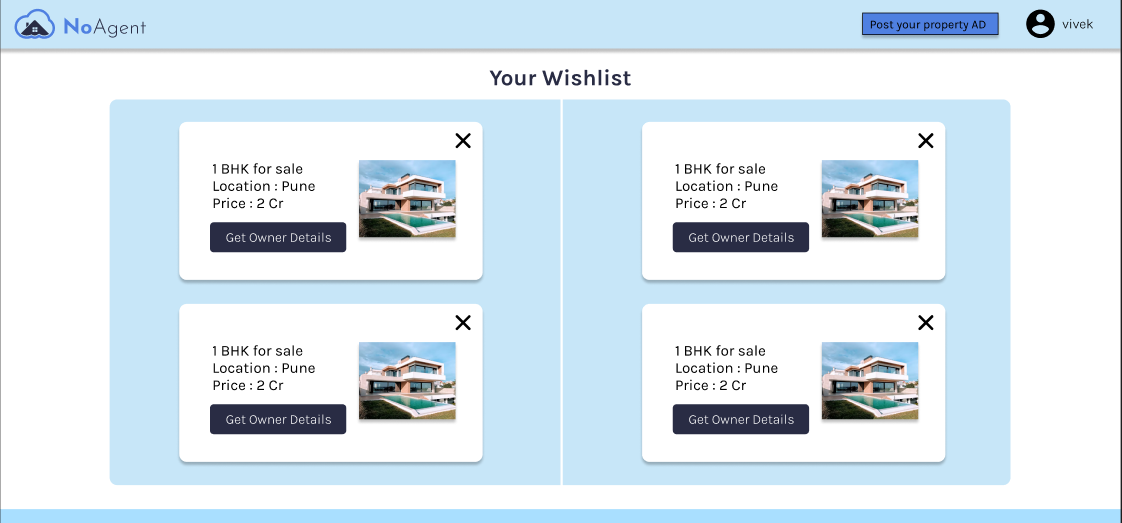 NoAgent
Post your property AD
vivek
Your Wishlist
1 BHK for sale
Location : Pune
Price : 2 Cr
Get Owner Details
1 BHK for sale
Location : Pune
Price : 2 Cr
Get Owner Details
1 BHK for sale
Location : Pune
Price : 2 Cr
Get Owner Details
1 BHK for sale
Location : Pune
Price : 2 Cr
Get Owner Details